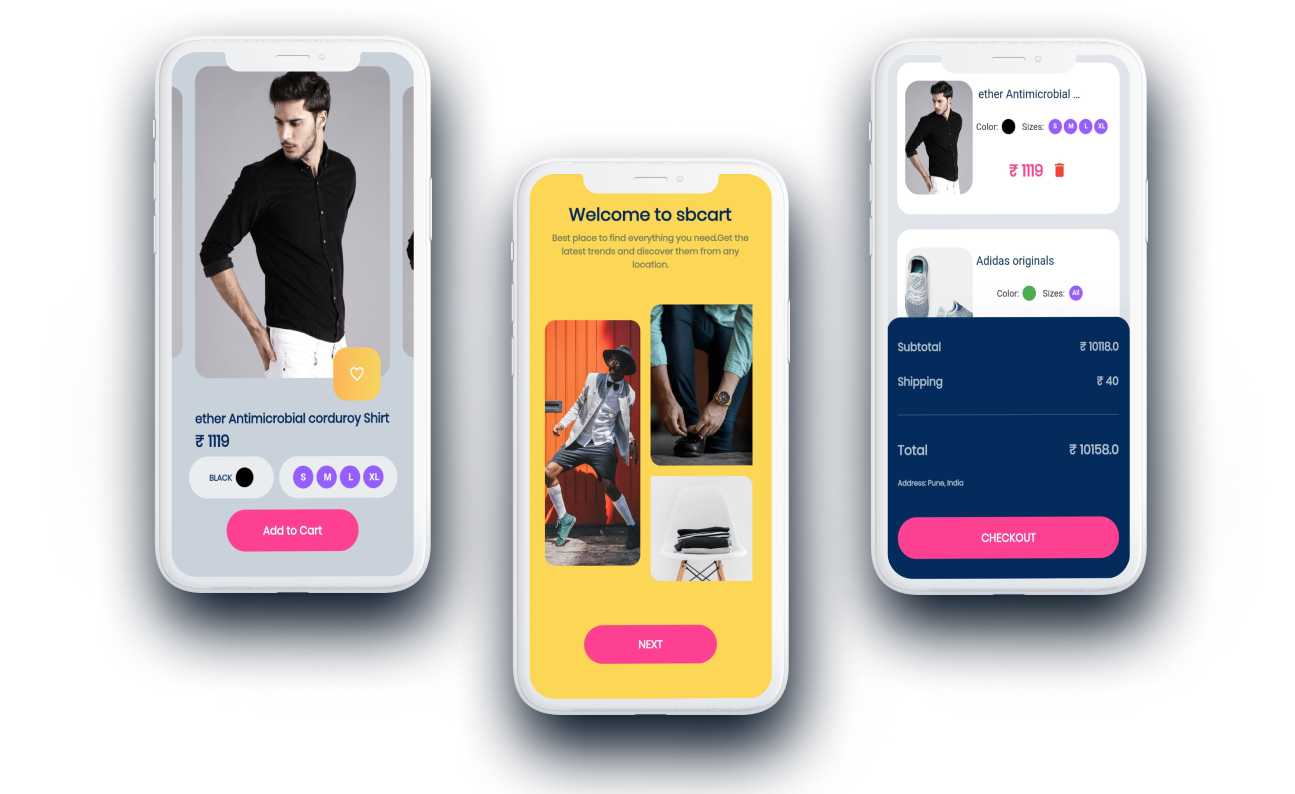 ether Antimicrobial corduroy Shirt
₹ 1119
BLACK
S M L XL
Add to Cart
Welcome to sbcart
Best place to find everything you need.Get the
latest trends and discover them from any
location.
NEXT
ether Antimicrobial ...
Color: Sizes: S M L XL
₹ 1119
Adidas originals
Color: Sizes: All
Subtotal ₹ 10118.0
Shipping ₹ 40
Total ₹ 10158.0
Address: Pune, India
CHECKOUT